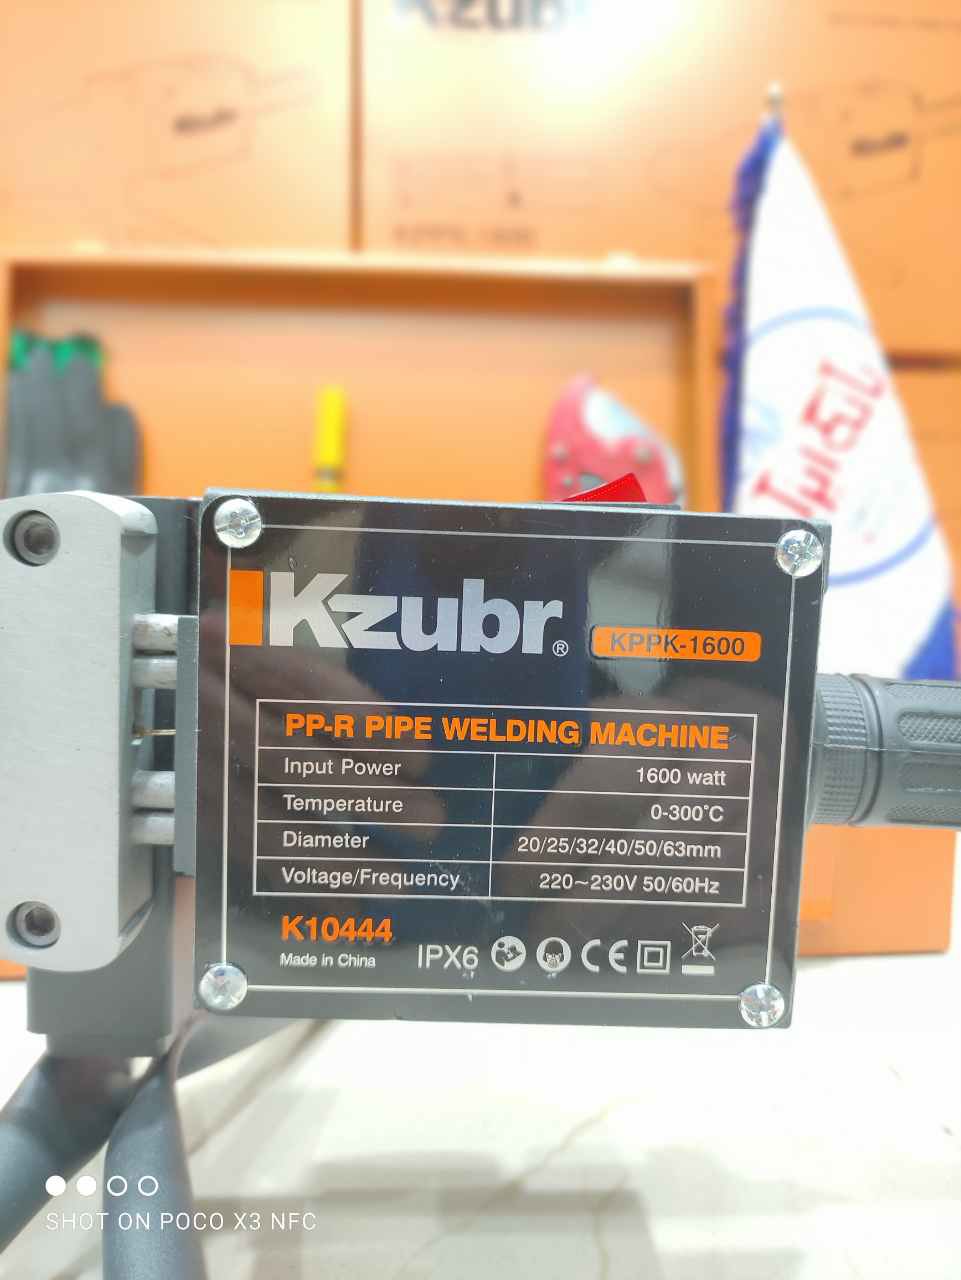 Kzubr
Kzubr®
KPPK-1600
PP-R PIPE WELDING MACHINE
Input Power 1600 watt
Temperature 0-300°C
Diameter 20/25/32/40/50/63mm
Voltage/Frequency 220~230V 50/60Hz
K10444
Made in China
IPX6
CE
SHOT ON POCO X3 NFC